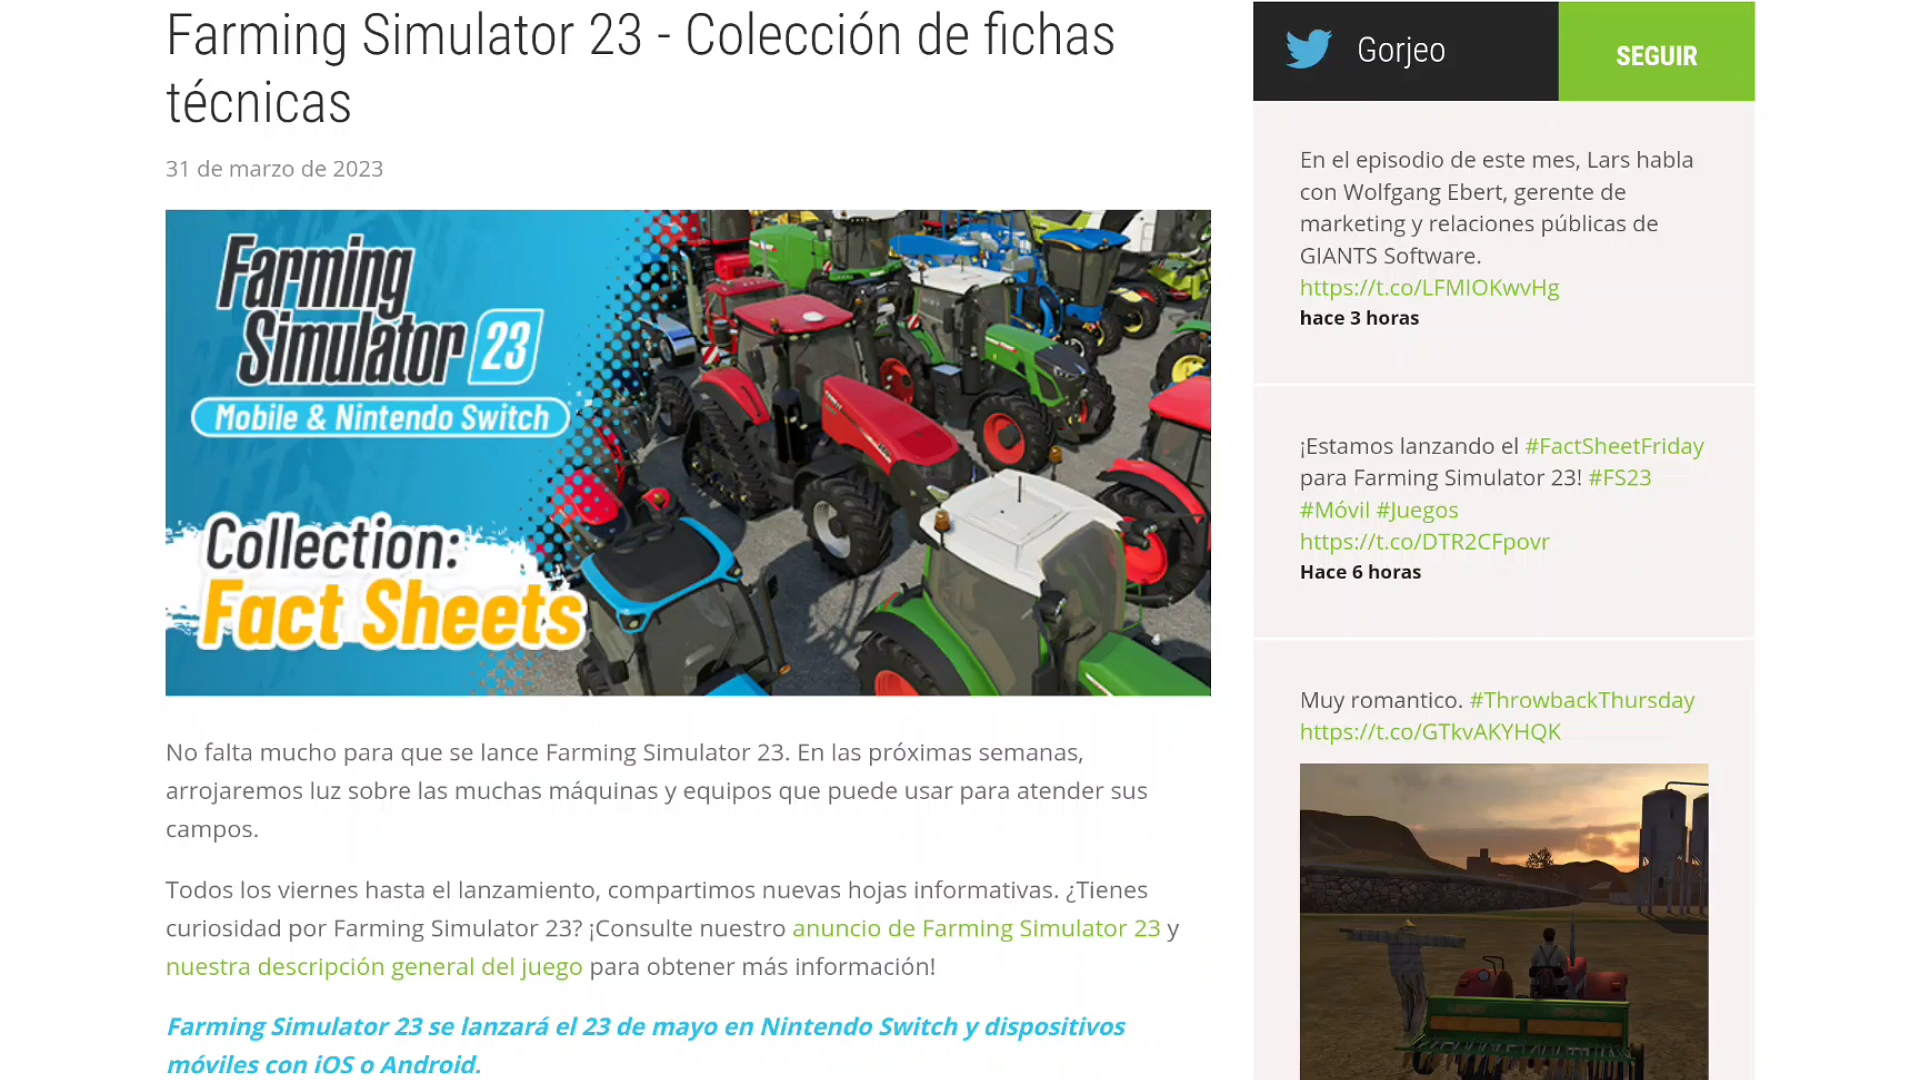 Farming Simulator 23 - Colección de fichas
técnicas
31 de marzo de 2023
Farming
Simulator 23
Mobile & Nintendo Switch
Collection:
Fact Sheets
No falta mucho para que se lance Farming Simulator 23. En las próximas semanas,
arrojaremos luz sobre las muchas máquinas y equipos que puede usar para atender sus
campos.
Todos los viernes hasta el lanzamiento, compartimos nuevas hojas informativas. ¿Tienes
curiosidad por Farming Simulator 23? ¡Consulte nuestro anuncio de Farming Simulator 23 y
nuestra descripción general del juego para obtener más información!
Farming Simulator 23 se lanzará el 23 de mayo en Nintendo Switch y dispositivos
móviles con iOS o Android.
Gorjeo
SEGUIR
En el episodio de este mes, Lars habla
con Wolfgang Ebert, gerente de
marketing y relaciones públicas de
GIANTS Software.
https://t.co/LFMIOKwvHg
hace 3 horas
¡Estamos lanzando el #FactSheetFriday
para Farming Simulator 23! #FS23
#Móvil #Juegos
https://t.co/DTR2CFpovr
Hace 6 horas
Muy romantico. #ThrowbackThursday
https://t.co/GTkvAKYHQK